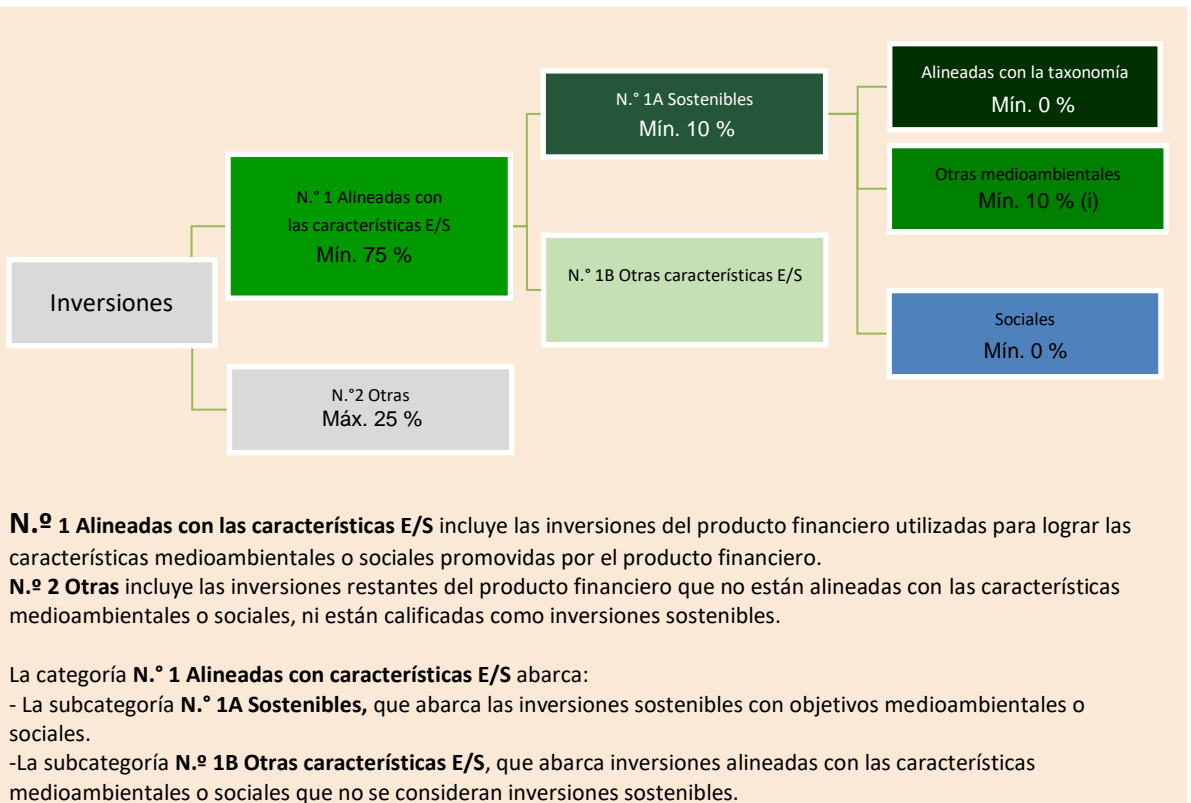 Inversiones
N.° 1 Alineadas con
las características E/S
Mín. 75 %
N.°2 Otras
Máx. 25 %
N.° 1A Sostenibles
Mín. 10 %
N.° 1B Otras características E/S
Alineadas con la taxonomía
Mín. 0 %
Otras medioambientales
Mín. 10 % (i)
Sociales
Mín. 0 %
N.º 1 Alineadas con las características E/S incluye las inversiones del producto financiero utilizadas para lograr las
características medioambientales o sociales promovidas por el producto financiero.
N.º 2 Otras incluye las inversiones restantes del producto financiero que no están alineadas con las características
medioambientales o sociales, ni están calificadas como inversiones sostenibles.
La categoría N.° 1 Alineadas con características E/S abarca:
- La subcategoría N.° 1A Sostenibles, que abarca las inversiones sostenibles con objetivos medioambientales o
sociales.
-La subcategoría N.º 1B Otras características E/S, que abarca inversiones alineadas con las características
medioambientales o sociales que no se consideran inversiones sostenibles.